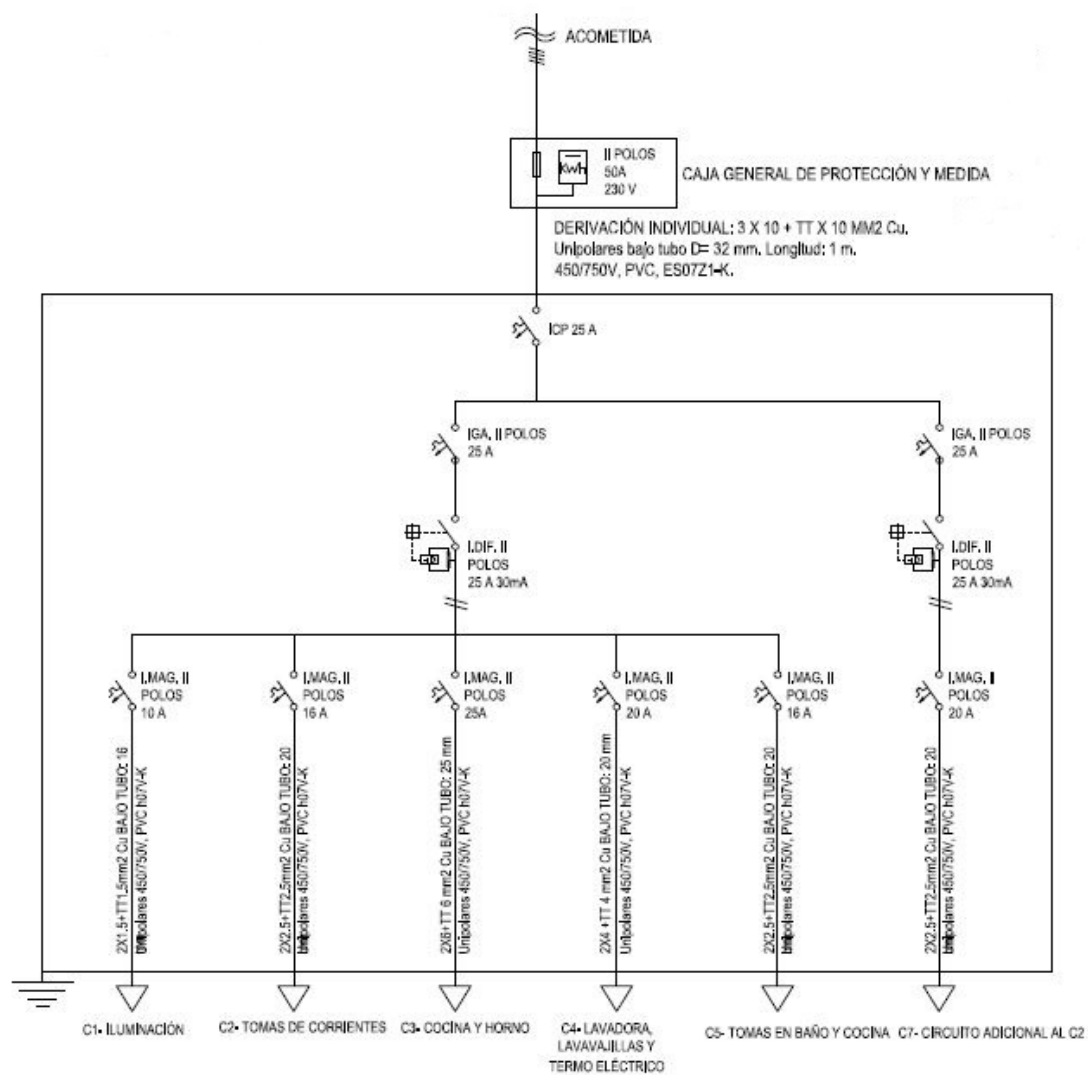 ACOMETIDA
kWh
II POLOS
50A
230 V
CAJA GENERAL DE PROTECCIÓN Y MEDIDA
DERIVACIÓN INDIVIDUAL: 3 X 10 + TT X 10 MM2 Cu.
Unipolares bajo tubo D= 32 mm. Longitud: 1 m.
450/750V, PVC, ES07Z1-K.
ICP 25 A
IGA, II POLOS
25 A
IGA, II POLOS
25 A
I.DIF. II
POLOS
25 A 30mA
I.DIF. II
POLOS
25 A 30mA
I.MAG. II
POLOS
10 A
I.MAG. II
POLOS
16 A
I.MAG. II
POLOS
25A
I.MAG. II
POLOS
20 A
I.MAG. II
POLOS
16 A
I.MAG. II
POLOS
20 A
2X1.5+TT1.5mm2 Cu BAJO TUBO: 16
Unipolares 450/750V, PVC h07V-K
2X2.5+TT2.5mm2 Cu BAJO TUBO: 20
Unipolares 450/750V, PVC h07V-K
2X6+TT 6 mm2 Cu BAJO TUBO: 25 mm
Unipolares 450/750V, PVC h07V-K
2X4 +TT 4 mm2 Cu BAJO TUBO: 20 mm
Unipolares 450/750V, PVC h07V-K
2X2.5+TT2.5mm2 Cu BAJO TUBO: 20
Unipolares 450/750V, PVC h07V-K
2X2.5+TT2.5mm2 Cu BAJO TUBO: 20
Unipolares 450/750V, PVC h07V-K
C1- ILUMINACIÓN
C2- TOMAS DE CORRIENTES
C3- COCINA Y HORNO
C4- LAVADORA,
LAVAVAJILLAS Y
TERMO ELÉCTRICO
C5- TOMAS EN BAÑO Y COCINA
C7- CIRCUITO ADICIONAL AL C2